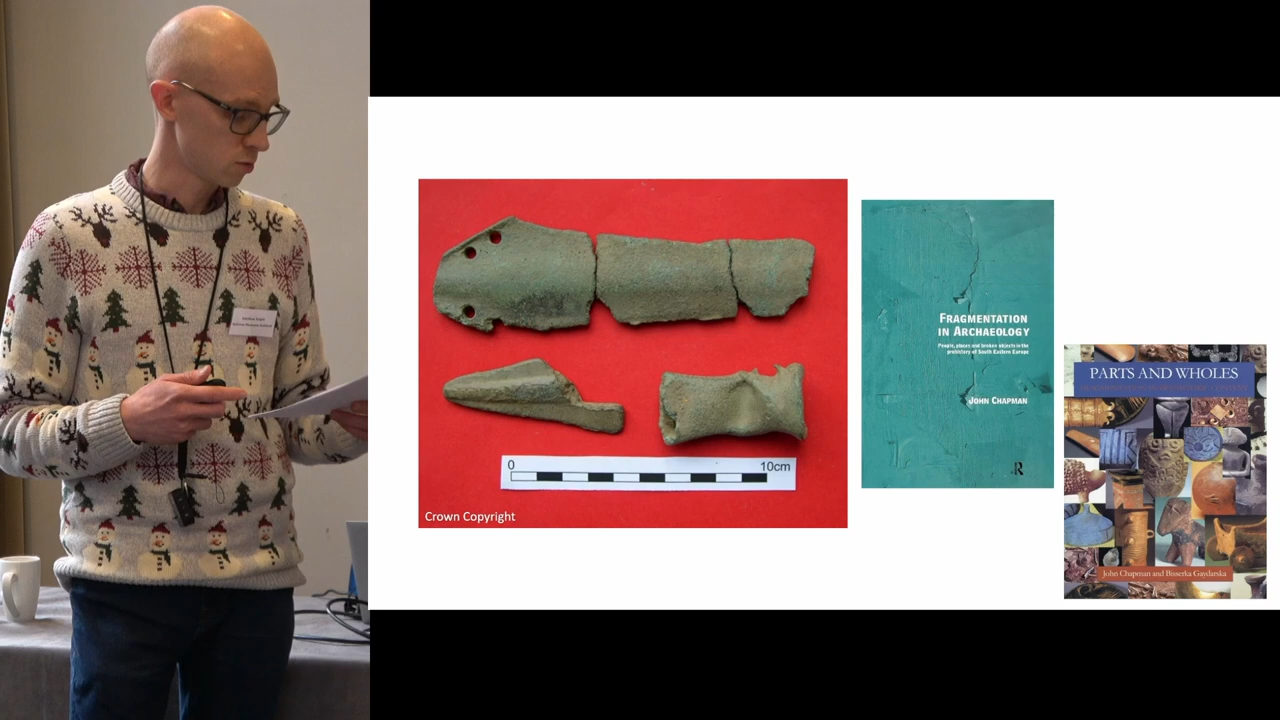 0
10cm
Crown Copyright
FRAGMENTATION
IN ARCHAEOLOGY
People, places and broken objects in the
prehistory of South Eastern Europe
JOHN CHAPMAN
R
PARTS AND WHOLES
John Chapman and Bisserka Gaydarska